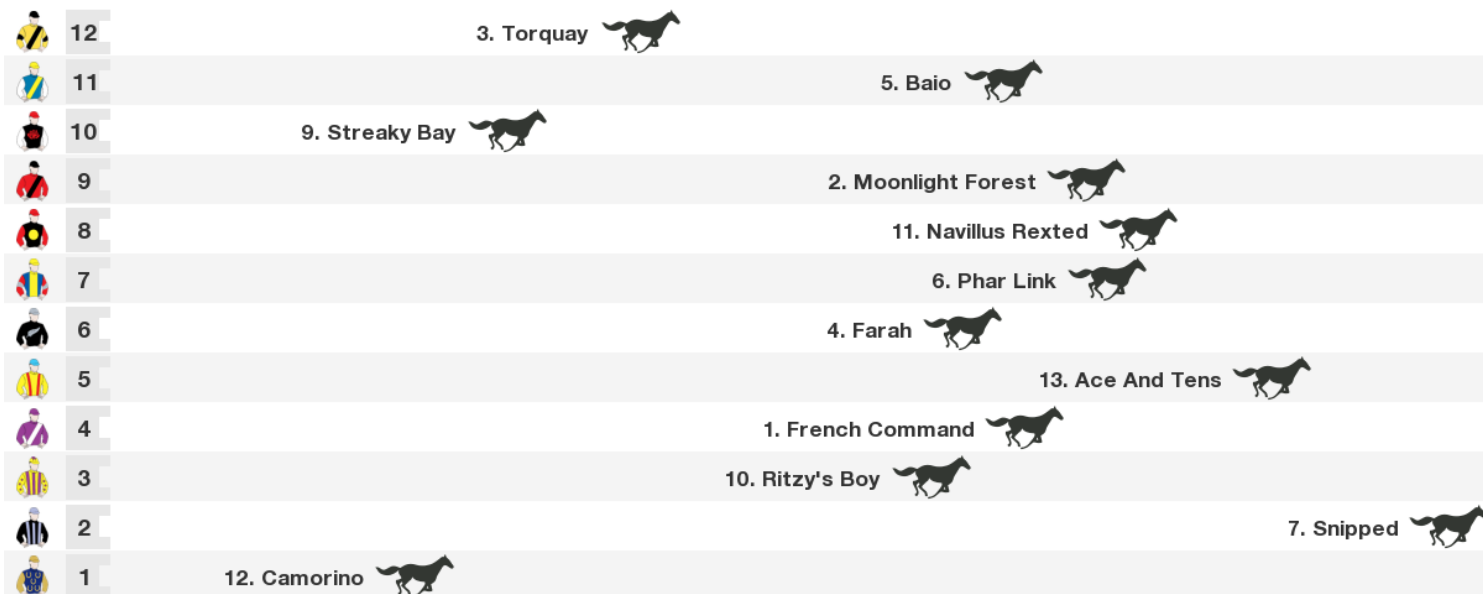 12 3. Torquay
11 5. Baio
10 9. Streaky Bay
9 2. Moonlight Forest
8 11. Navillus Rexted
7 6. Phar Link
6 4. Farah
5 13. Ace And Tens
4 1. French Command
3 10. Ritzy's Boy
2 7. Snipped
1 12. Camorino